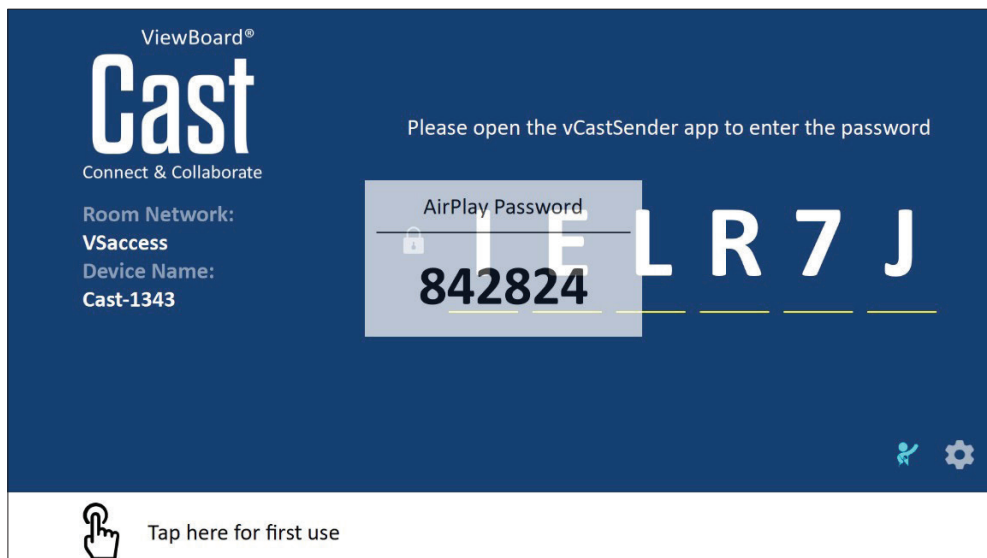 ViewBoard®
Cast
Connect & Collaborate
Room Network:
VSaccess
Device Name:
Cast-1343
Please open the vCastSender app to enter the password
AirPlay Password
842824
I E L R 7 J
Tap here for first use